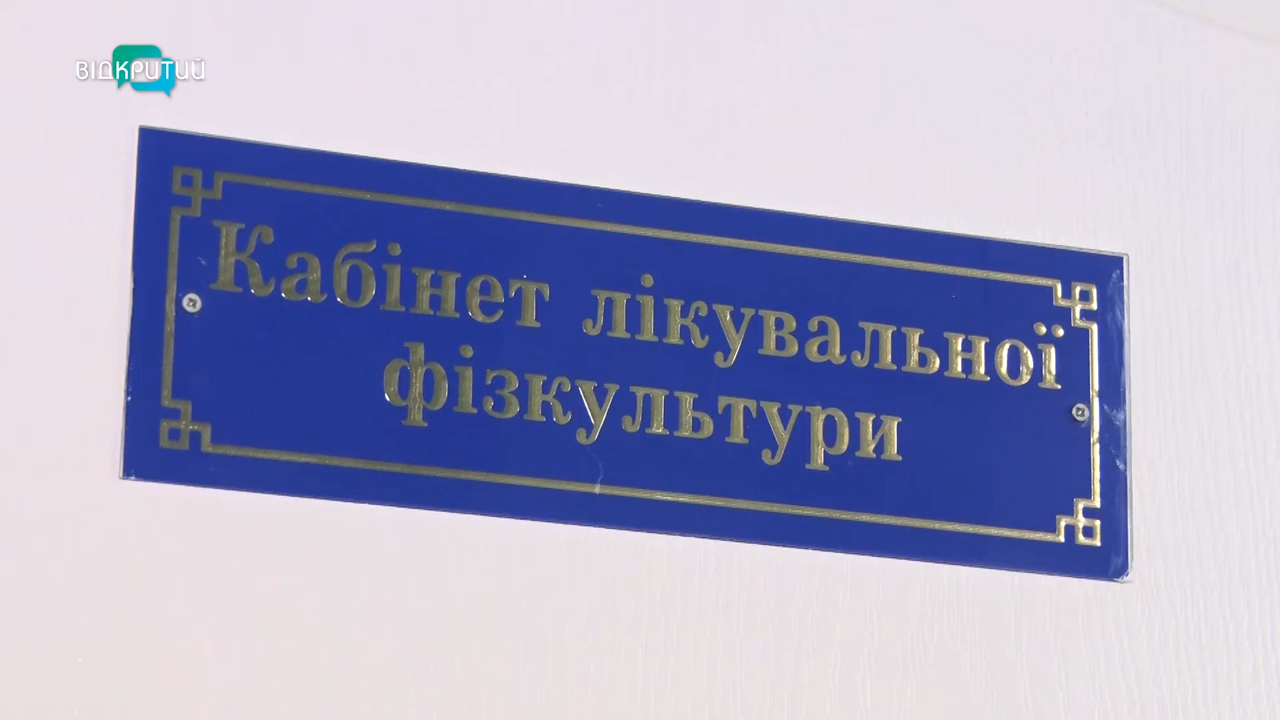 ВІДКРИТИЙ
Кабінет лікувальної
фізкультури